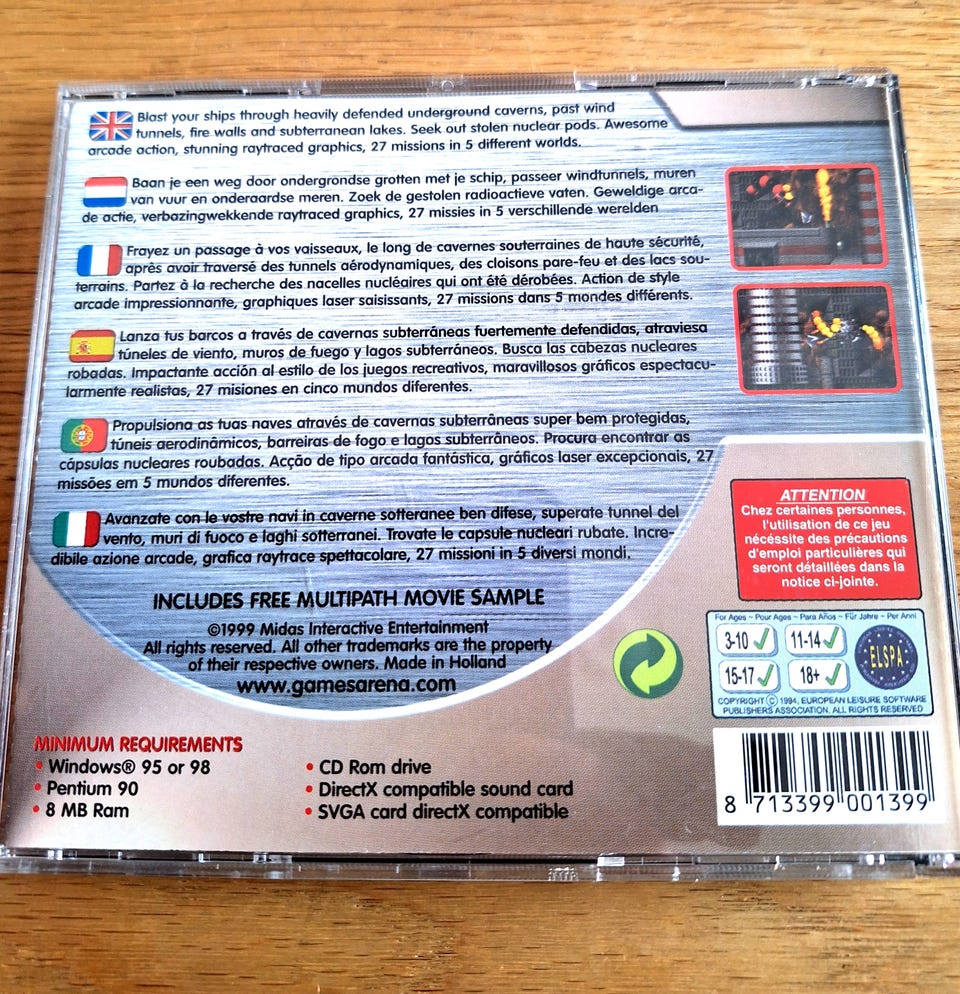 Blast your ships through heavily defended underground caverns, past wind
tunnels, fire walls and subterranean lakes. Seek out stolen nuclear pods. Awesome
arcade action, stunning raytraced graphics, 27 missions in 5 different worlds.
Baan je een weg door ondergrondse grotten met je schip, passeer windtunnels, muren
van vuur en onderaardse meren. Zoek de gestolen radioactieve vaten. Geweldige arca-
de actie, verbazingwekkende raytraced graphics, 27 missies in 5 verschillende werelden
Frayez un passage à vos vaisseaux, le long de cavernes souterraines de haute sécurité,
après avoir traversé des tunnels aérodynamiques, des cloisons pare-feu et des lacs sou-
terrains. Partez à la recherche des nacelles nucléaires qui ont été dérobées. Action de style
arcade impressionnante, graphiques laser saisissants, 27 missions dans 5 mondes différents.
Lanza tus barcos a través de cavernas subterráneas fuertemente defendidas, atraviesa
túneles de viento, muros de fuego y lagos subterráneos. Busca las cabezas nucleares
robadas. Impactante acción al estilo de los juegos recreativos, maravillosos gráficos espectacu-
larmente realistas, 27 misiones en cinco mundos diferentes.
Propulsiona as tuas naves através de cavernas subterrâneas super bem protegidas,
túneis aerodinâmicos, barreiras de fogo e lagos subterrâneos. Procura encontrar as
cápsulas nucleares roubadas. Acção de tipo arcada fantástica, gráficos laser excepcionais, 27
missões em 5 mundos diferentes.
Avanzate con le vostre navi in caverne sotteranee ben difese, superate tunnel del
vento, muri di fuoco e laghi sotterranei. Trovate le capsule nucleari rubate. Incre-
dibile azione arcade, grafica raytrace spettacolare, 27 missioni in 5 diversi mondi.
INCLUDES FREE MULTIPATH MOVIE SAMPLE
©1999 Midas Interactive Entertainment
All rights reserved. All other trademarks are the property
of their respective owners. Made in Holland
www.gamesarena.com
ATTENTION
Chez certaines personnes,
l'utilisation de ce jeu
nécéssite des précautions
d'emploi particulières qui
seront détaillées dans la
notice ci-jointe.
For Ages ~ Pour Ages ~ Para Años ~ Für Jahre ~ Per Anni
3-10 11-14
15-17 18+
ELSPA
COPYRIGHT © 1994, EUROPEAN LEISURE SOFTWARE
PUBLISHERS ASSOCIATION. ALL RIGHTS RESERVED
MINIMUM REQUIREMENTS
• Windows® 95 or 98
• Pentium 90
• 8 MB Ram
• CD Rom drive
• DirectX compatible sound card
• SVGA card directX compatible
8 713399 001399